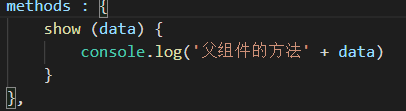 methods : {
    show (data) {
        console.log('父组件的方法' + data)
    }
},